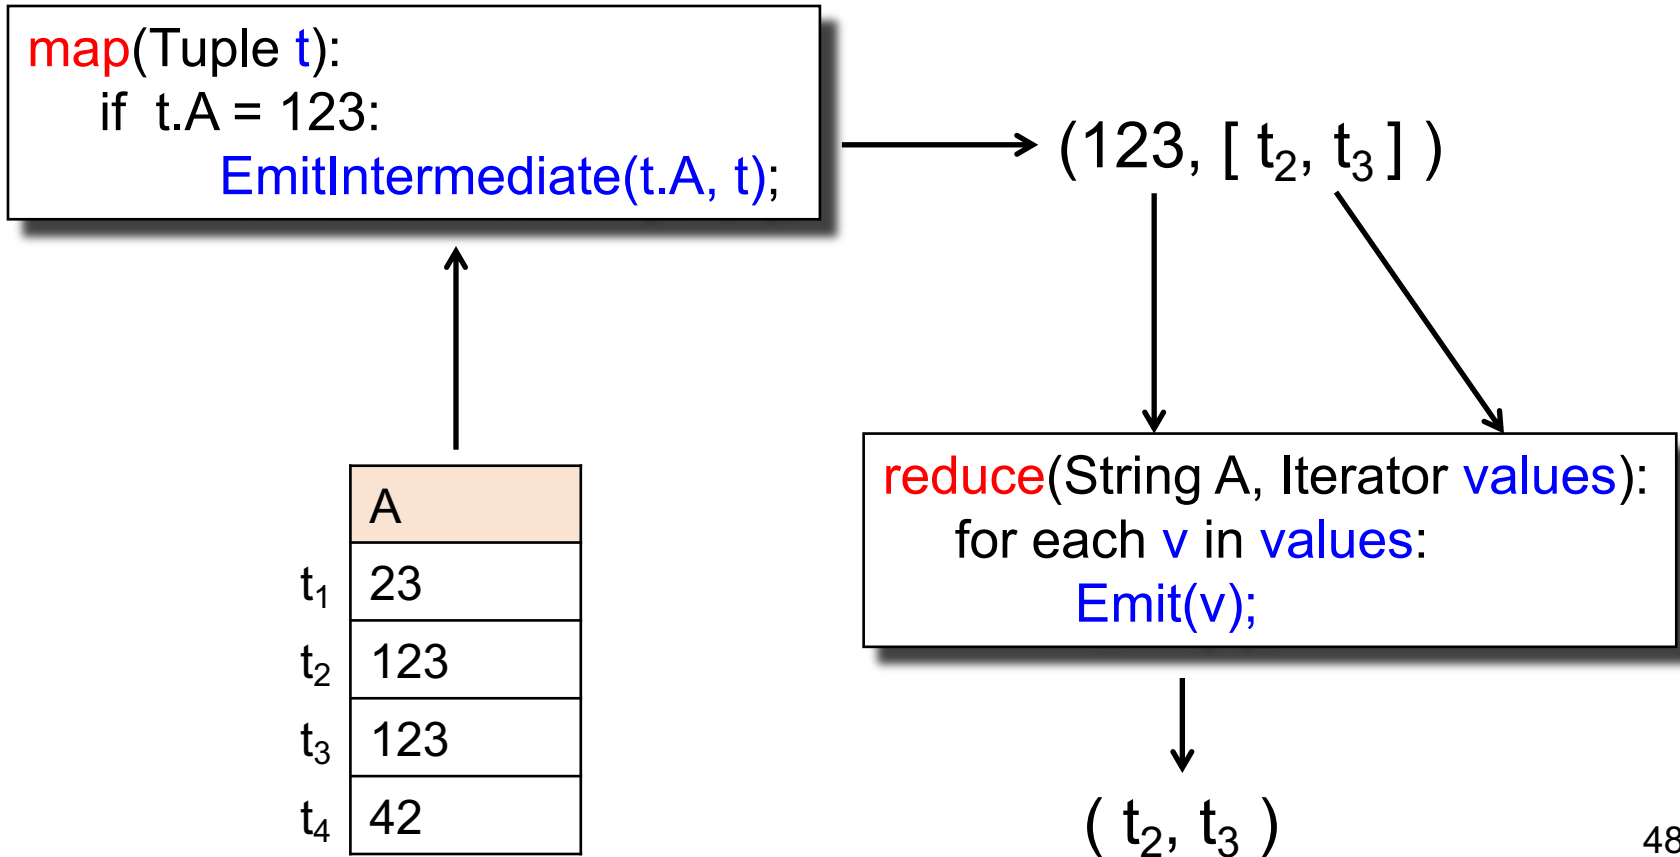 map(Tuple t):
if t.A = 123:
EmitIntermediate(t.A, t);
(123, [ t₂, t₃ ] )
A
t₁ 23
t₂ 123
t₃ 123
t₄ 42
reduce(String A, Iterator values):
for each v in values:
Emit(v);
( t₂, t₃ )
48